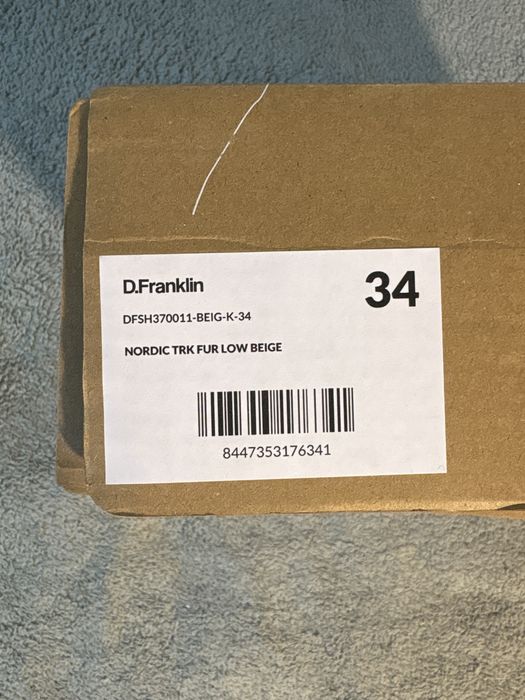 D.Franklin
34
DFSH370011-BEIG-K-34
NORDIC TRK FUR LOW BEIGE
8447353176341